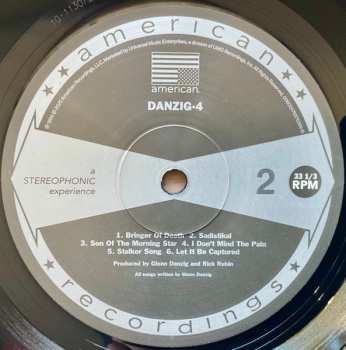 american
american.
DANZIG·4
a
STEREOPHONIC
experience
2
33 1/3
RPM
1. Bringer Of Death 2. Sadistikal
3. Son Of The Morning Star 4. I Don't Mind The Pain
5. Stalker Song 6. Let It Be Captured
Produced by Glenn Danzig and Rick Rubin
All songs written by Glenn Danzig
recordings